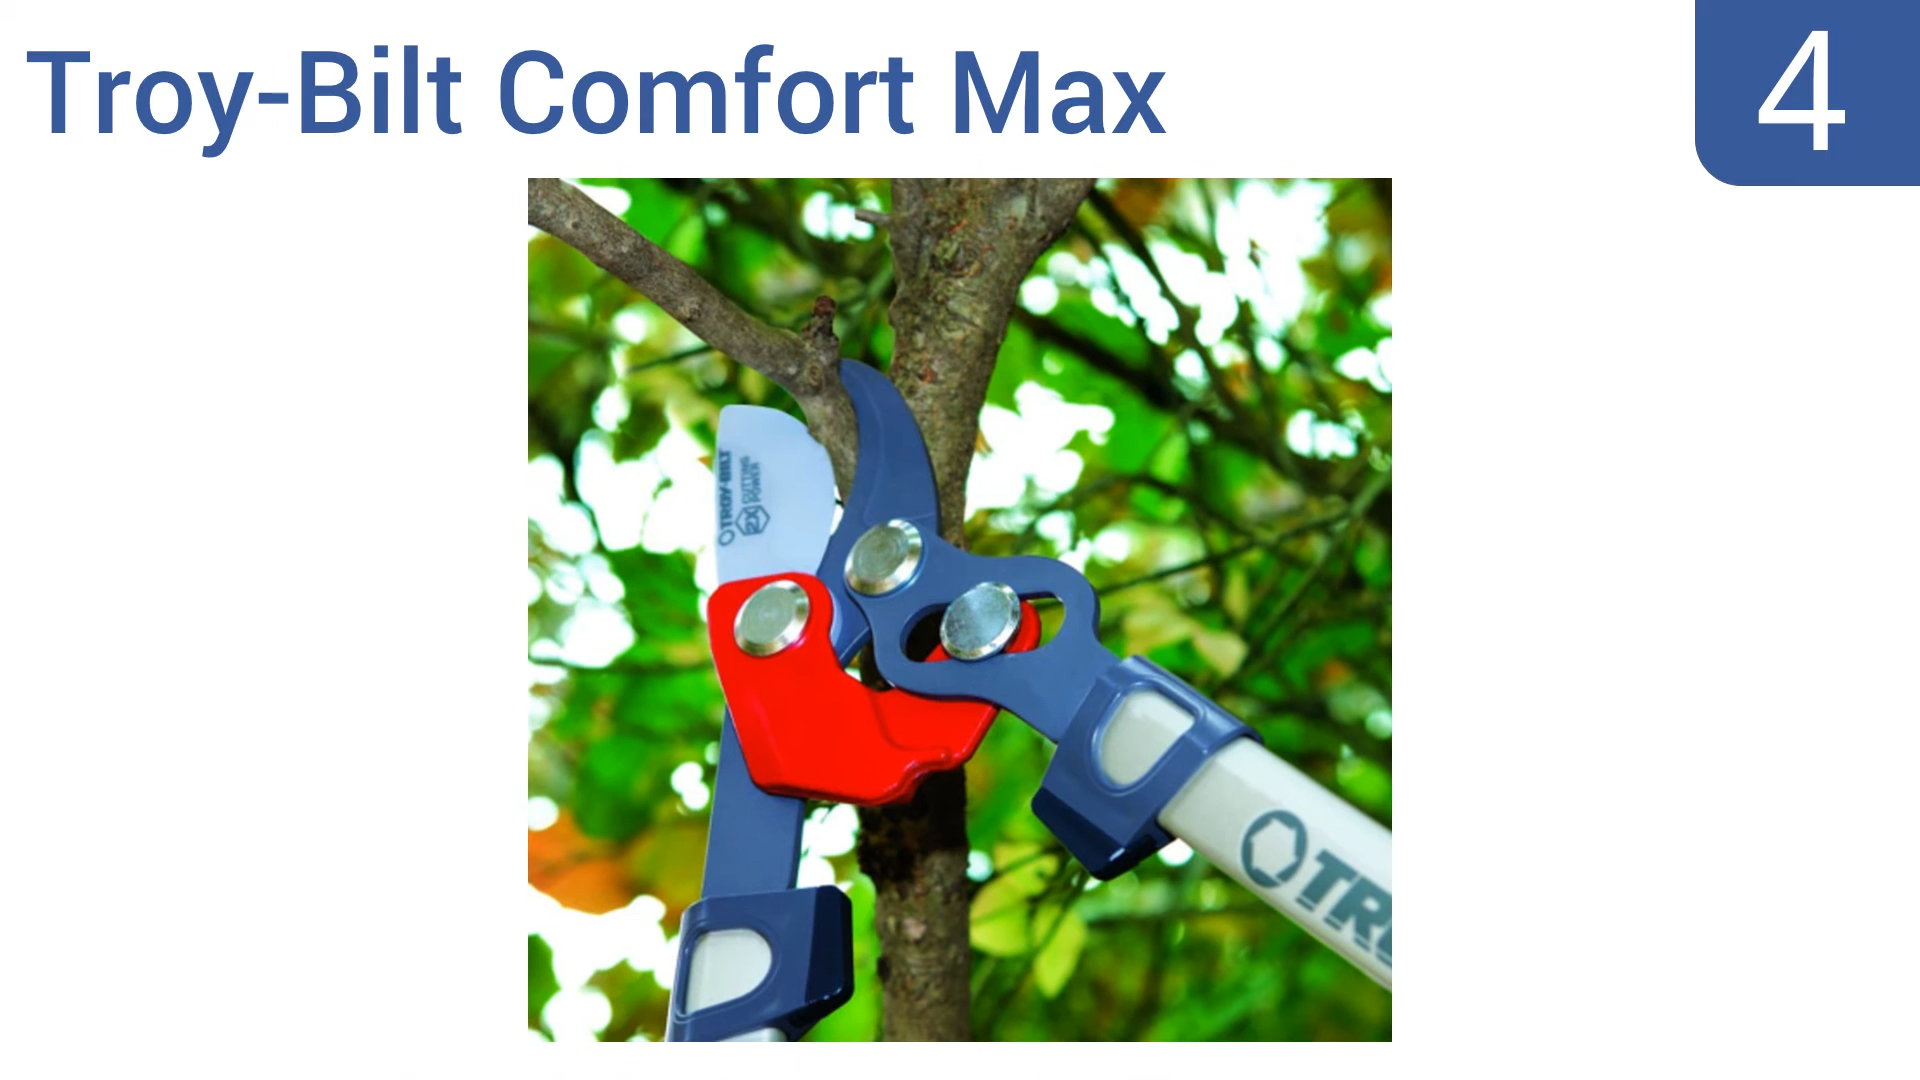 Troy-Bilt Comfort Max
4
TROY-BILT
2X CUTTING
POWER
TR